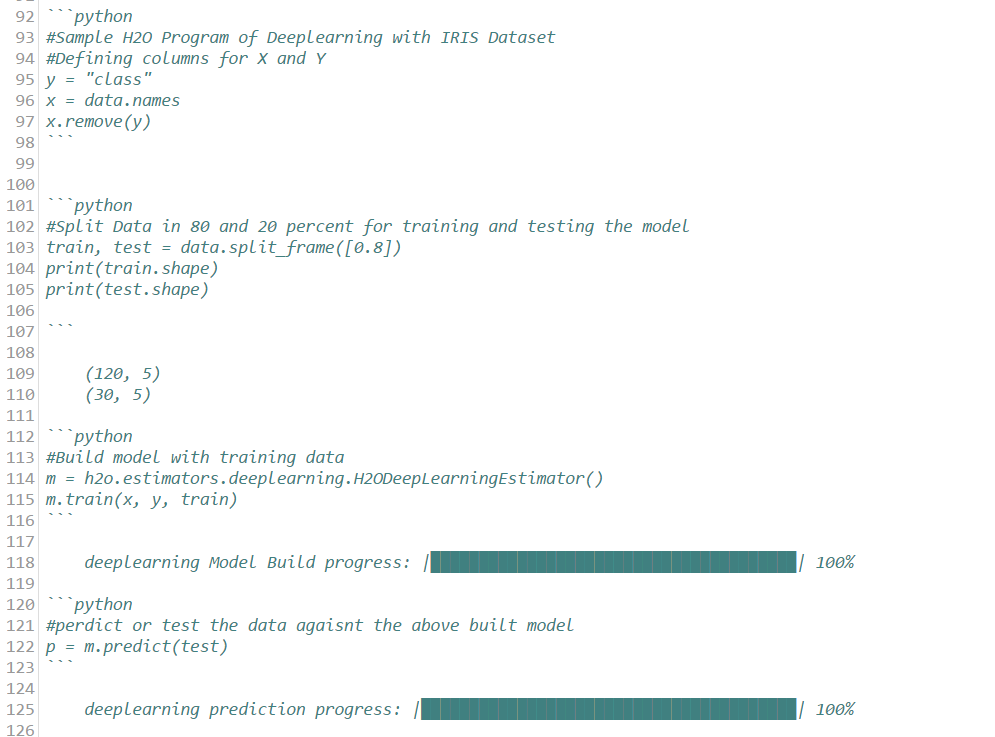 92 ```python
93 #Sample H2O Program of Deeplearning with IRIS Dataset
94 #Defining columns for X and Y
95 y = "class"
96 x = data.names
97 x.remove(y)
98 ```
99
100
101 ```python
102 #Split Data in 80 and 20 percent for training and testing the model
103 train, test = data.split_frame([0.8])
104 print(train.shape)
105 print(test.shape)
106
107 ```
108
109     (120, 5)
110     (30, 5)
111
112 ```python
113 #Build model with training data
114 m = h2o.estimators.deeplearning.H2ODeepLearningEstimator()
115 m.train(x, y, train)
116 ```
117
118     deeplearning Model Build progress: |██████████████████████████████████████| 100%
119
120 ```python
121 #perdict or test the data agaisnt the above built model
122 p = m.predict(test)
123 ```
124
125     deeplearning prediction progress: |███████████████████████████████████████| 100%
126